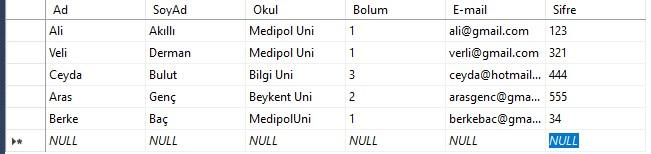 Ad SoyAd Okul Bolum E-mail Sifre
Ali Akıllı Medipol Uni 1 ali@gmail.com 123
Veli Derman Medipol Uni 1 verli@gmail.com 321
Ceyda Bulut Bilgi Uni 3 ceyda@hotmail... 444
Aras Genç Beykent Uni 2 arasgenc@gma... 555
Berke Baç MedipolUni 1 berkebac@gma... 34
NULL NULL NULL NULL NULL NULL